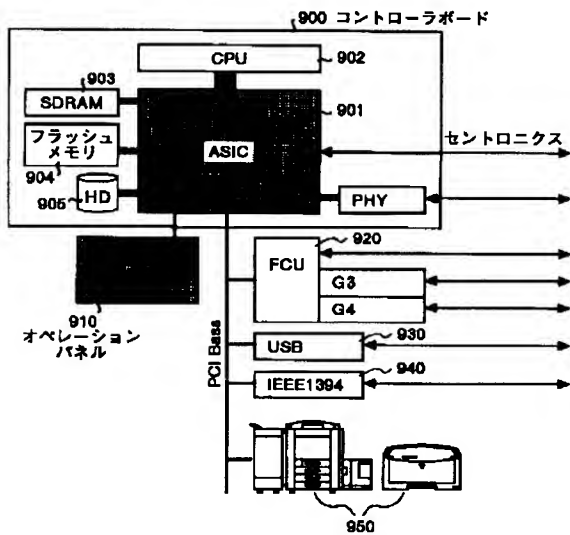 900 コントローラボード
CPU
902
903
SDRAM
901
フラッシュ
メモリ
904
ASIC
セントロニクス
905
HD
PHY
920
FCU
G3
G4
910
オペレーション
パネル
PCI Bass
930
USB
940
IEEE1394
950